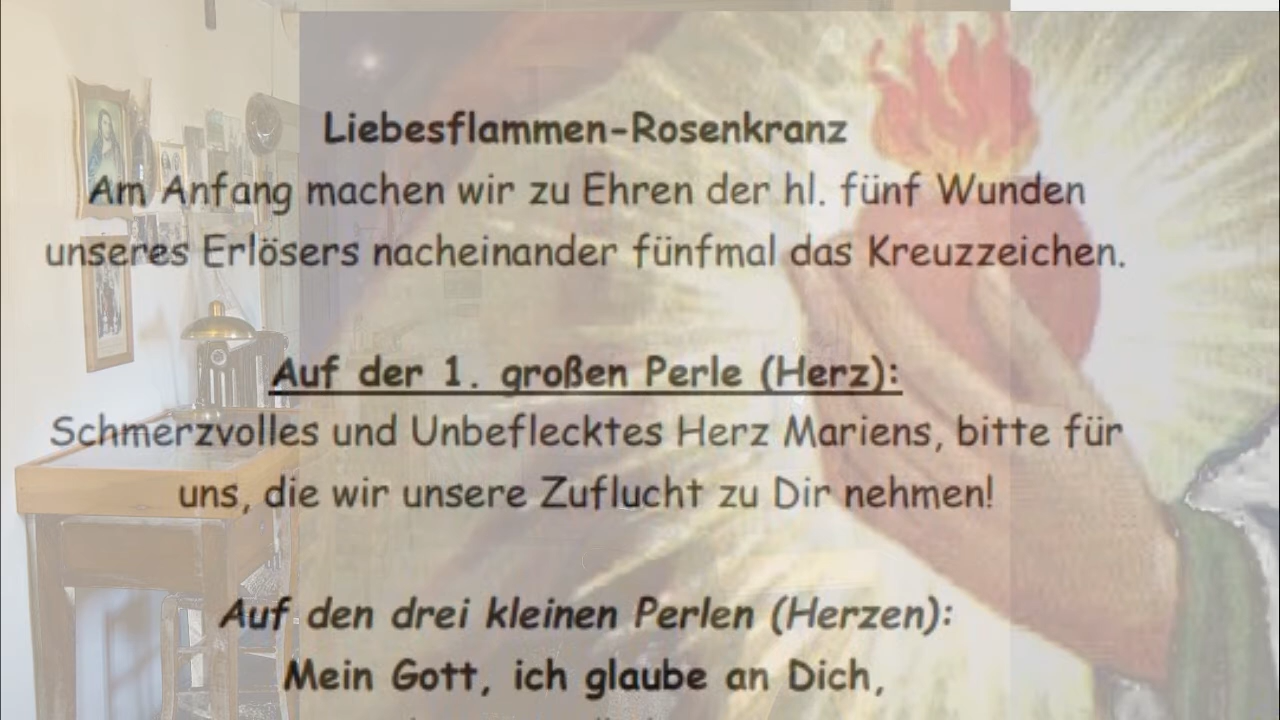 Liebesflammen-Rosenkranz
Am Anfang machen wir zu Ehren der hl. fünf Wunden
unseres Erlösers nacheinander fünfmal das Kreuzzeichen.
Auf der 1. großen Perle (Herz):
Schmerzvolles und Unbeflecktes Herz Mariens, bitte für
uns, die wir unsere Zuflucht zu Dir nehmen!
Auf den drei kleinen Perlen (Herzen):
Mein Gott, ich glaube an Dich,